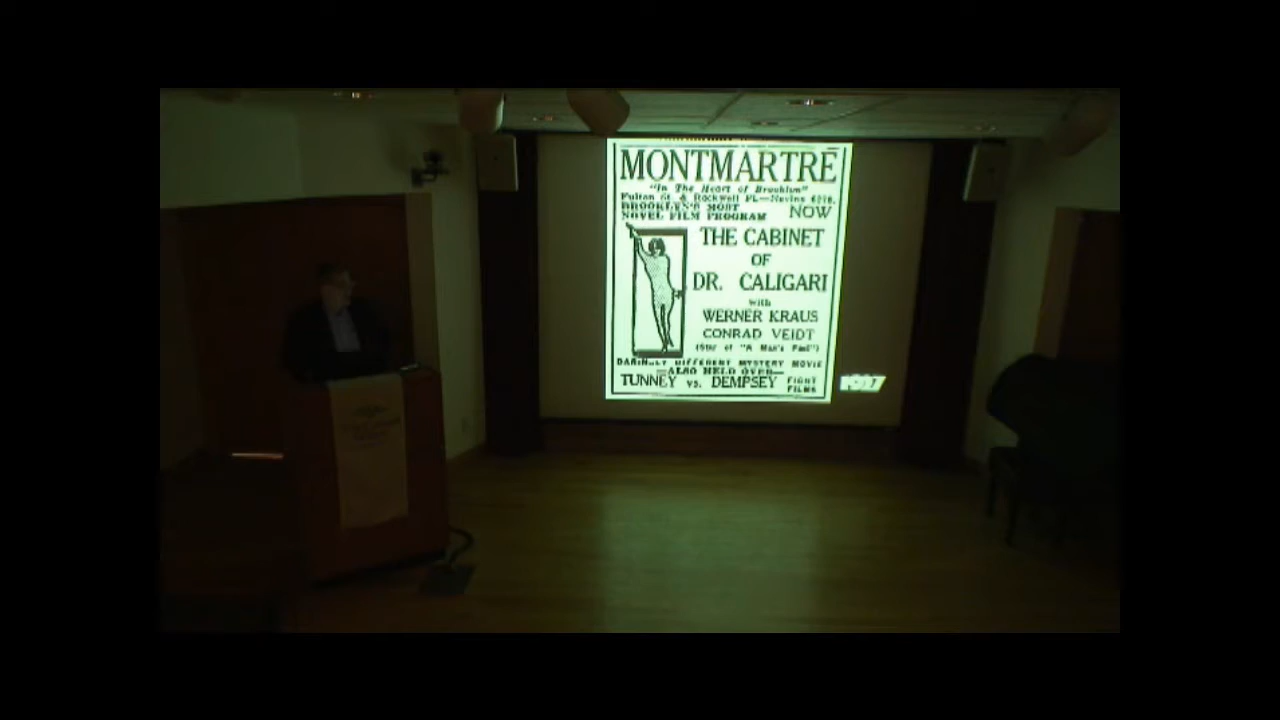 MONTMARTRE
"In The Heart of Brooklyn"
Fulton St. & Rockwell PL—Nevins
BROOKLYN'S MOST
NOVEL FILM PROGRAM
NOW
THE CABINET
OF
DR. CALIGARI
with
WERNER KRAUS
CONRAD VEIDT
(Star of "A Man's Past")
DARINGLY DIFFERENT MYSTERY MOVIE
—ALSO HELD OVER—
TUNNEY vs. DEMPSEY FIGHT
FILMS
1927